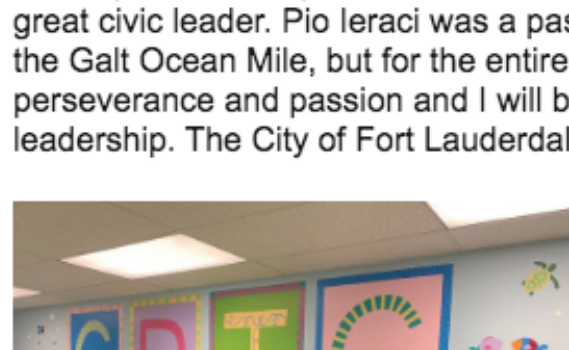 great civic leader. Pio Ieraci was a pas
the Galt Ocean Mile, but for the entire
perseverance and passion and I will b
leadership. The City of Fort Lauderdal